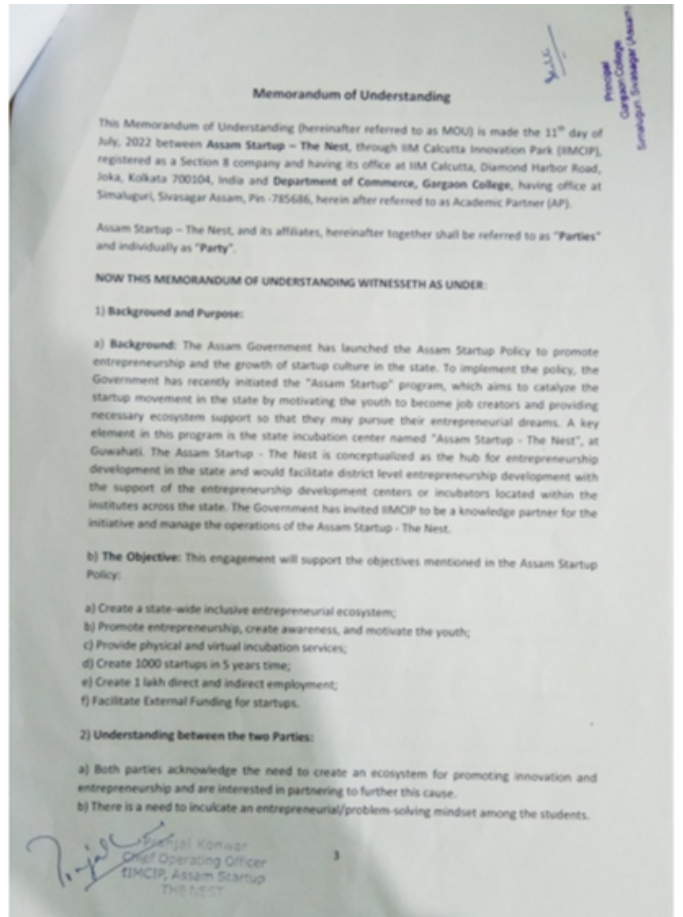 Principal
Gargaon College
Simaluguri, Sivasagar (Assam)
Memorandum of Understanding
This Memorandum of Understanding (hereinafter referred to as MOU) is made the 11th day of
July, 2022 between Assam Startup – The Nest, through IIM Calcutta Innovation Park (IIMCIP),
registered as a Section 8 company and having its office at IIM Calcutta, Diamond Harbor Road,
Joka, Kolkata 700104, India and Department of Commerce, Gargaon College, having office at
Simaluguri, Sivasagar Assam, Pin -785686, herein after referred to as Academic Partner (AP).
Assam Startup – The Nest, and its affiliates, hereinafter together shall be referred to as "Parties"
and individually as "Party".
NOW THIS MEMORANDUM OF UNDERSTANDING WITNESSETH AS UNDER:
1) Background and Purpose:
a) Background: The Assam Government has launched the Assam Startup Policy to promote
entrepreneurship and the growth of startup culture in the state. To implement the policy, the
Government has recently initiated the "Assam Startup" program, which aims to catalyze the
startup movement in the state by motivating the youth to become job creators and providing
necessary ecosystem support so that they may pursue their entrepreneurial dreams. A key
element in this program is the state incubation center named "Assam Startup - The Nest", at
Guwahati. The Assam Startup - The Nest is conceptualized as the hub for entrepreneurship
development in the state and would facilitate district level entrepreneurship development with
the support of the entrepreneurship development centers or incubators located within the
institutes across the state. The Government has invited IIMCIP to be a knowledge partner for the
initiative and manage the operations of the Assam Startup - The Nest.
b) The Objective: This engagement will support the objectives mentioned in the Assam Startup
Policy:
a) Create a state-wide inclusive entrepreneurial ecosystem;
b) Promote entrepreneurship, create awareness, and motivate the youth;
c) Provide physical and virtual incubation services;
d) Create 1000 startups in 5 years time;
e) Create 1 lakh direct and indirect employment;
f) Facilitate External Funding for startups.
2) Understanding between the two Parties:
a) Both parties acknowledge the need to create an ecosystem for promoting innovation and
entrepreneurship and are interested in partnering to further this cause.
b) There is a need to inculcate an entrepreneurial/problem-solving mindset among the students.
Pranjal Konwar
Chief Operating Officer
IIMCIP, Assam Startup
THE NEST
3